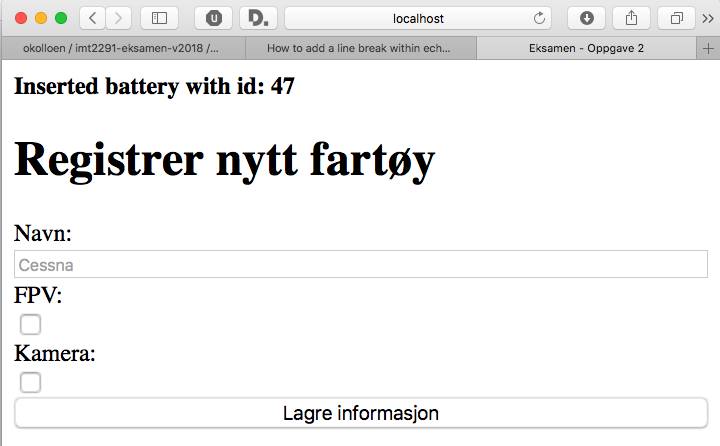 localhost
okolloen / imt2291-eksamen-v2018 /...
How to add a line break within ech...
Eksamen - Oppgave 2
Inserted battery with id: 47
Registrer nytt fartøy
Navn:
Cessna
FPV:
Kamera:
Lagre informasjon